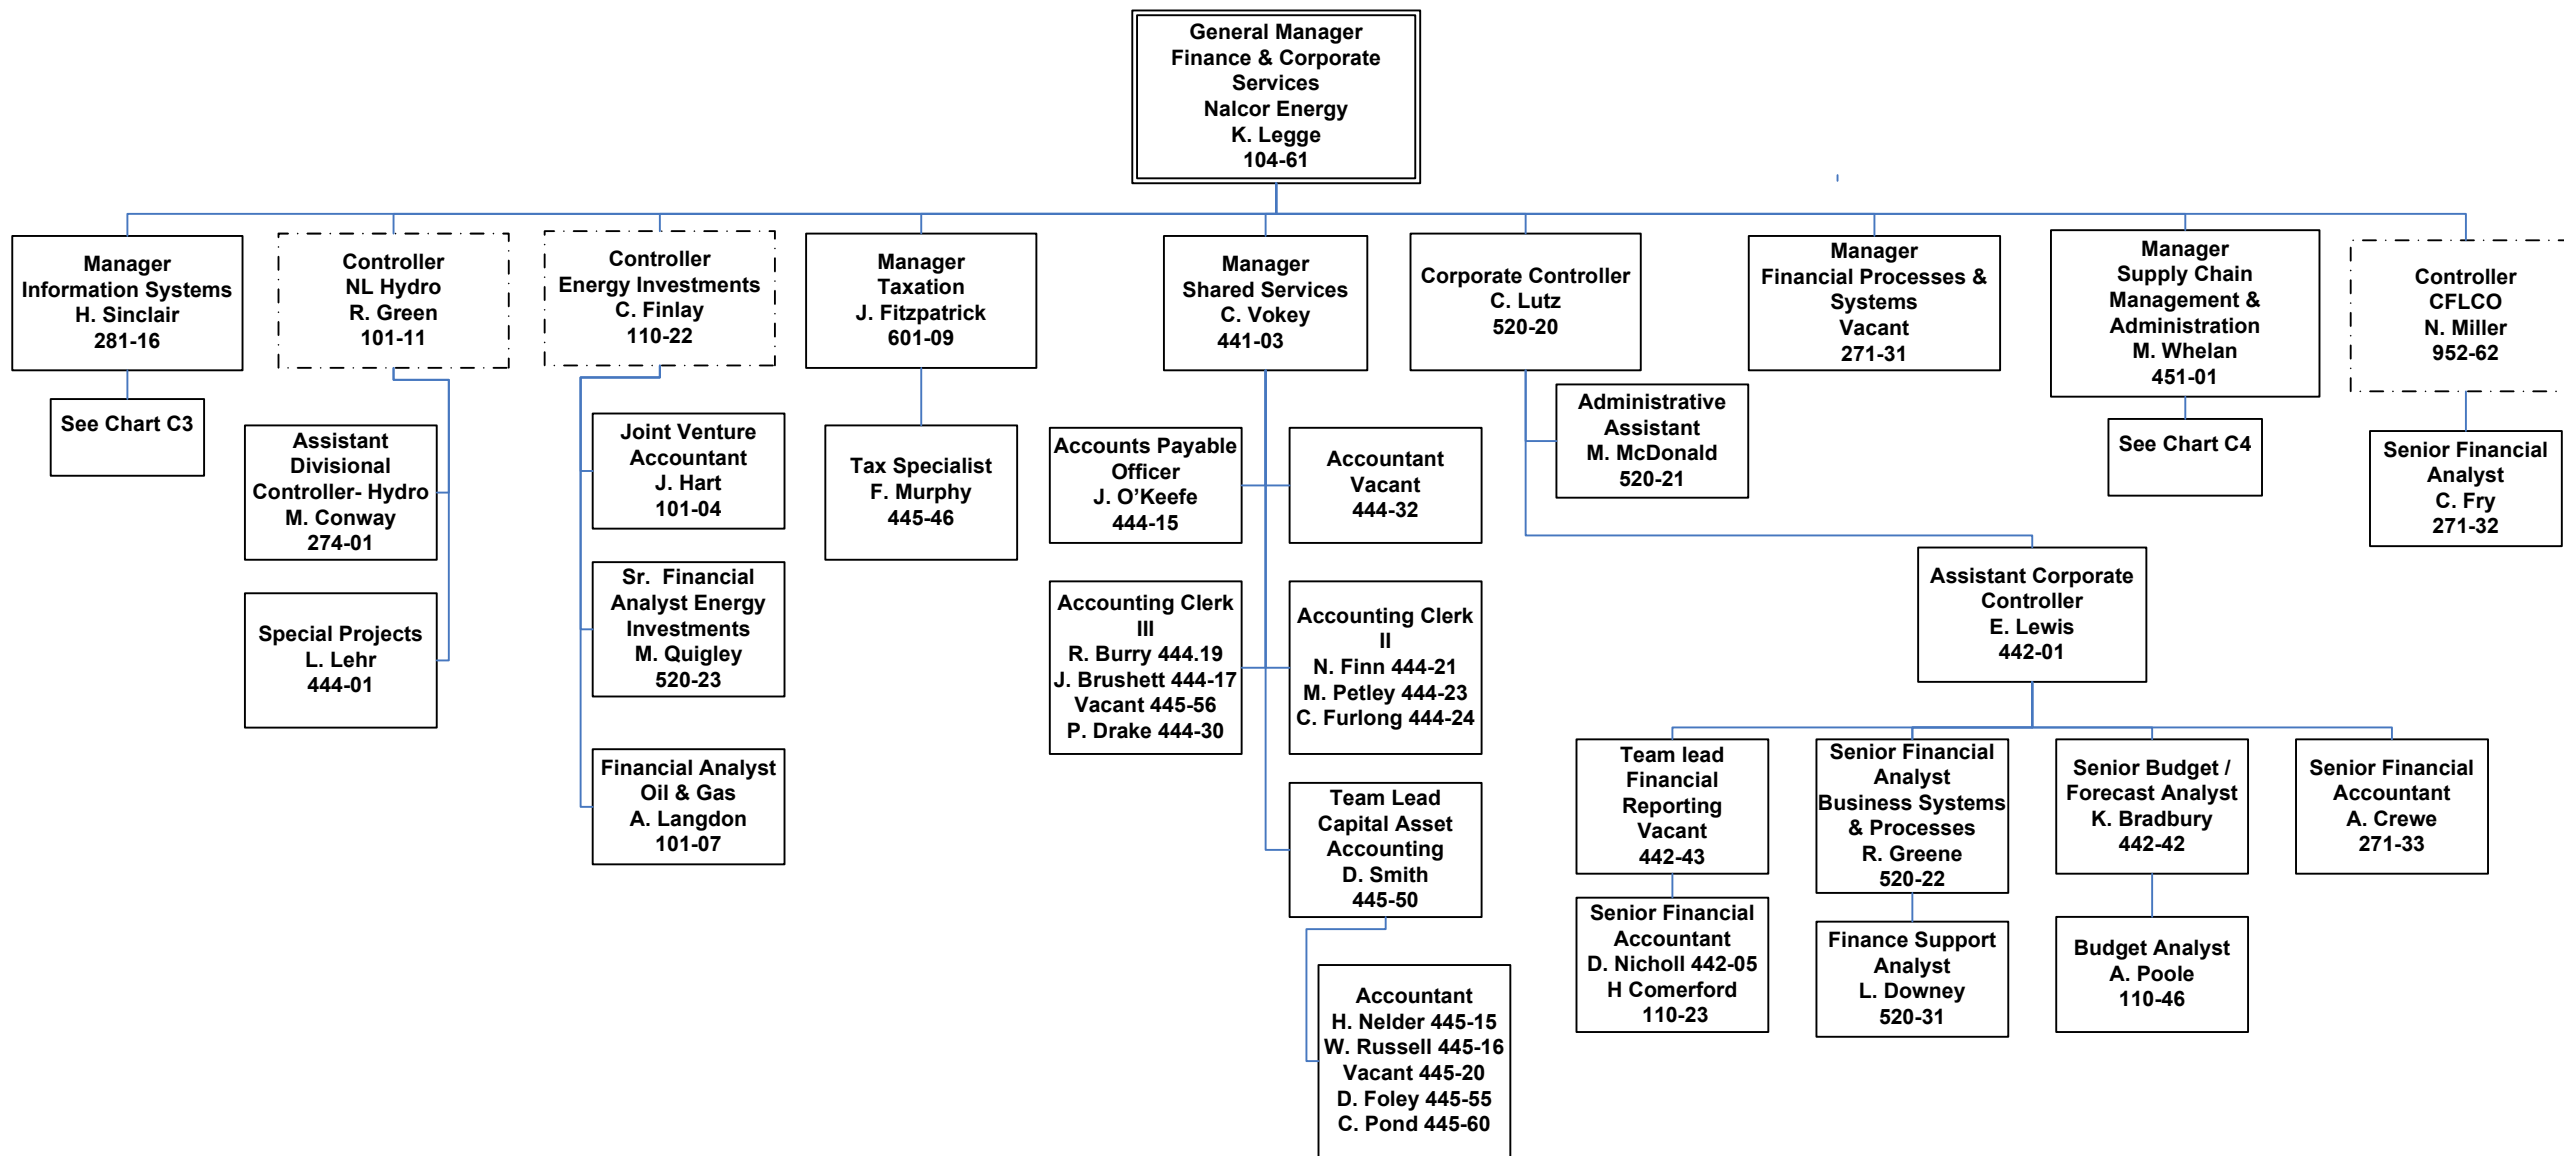 General Manager
Finance & Corporate
Services
Nalcor Energy
K. Legge
104-61
Manager
Information Systems
H. Sinclair
281-16
Controller
NL Hydro
R. Green
101-11
Controller
Energy Investments
C. Finlay
110-22
Manager
Taxation
J. Fitzpatrick
601-09
Manager
Shared Services
C. Vokey
441-03
Corporate Controller
C. Lutz
520-20
Manager
Financial Processes &
Systems
Vacant
271-31
Manager
Supply Chain
Management &
Administration
M. Whelan
451-01
Controller
CFLCO
N. Miller
952-62
See Chart C3
Assistant
Divisional
Controller- Hydro
M. Conway
274-01
Special Projects
L. Lehr
444-01
Joint Venture
Accountant
J. Hart
101-04
Sr. Financial
Analyst Energy
Investments
M. Quigley
520-23
Financial Analyst
Oil & Gas
A. Langdon
101-07
Tax Specialist
F. Murphy
445-46
Accounts Payable
Officer
J. O’Keefe
444-15
Accountant
Vacant
444-32
Accounting Clerk
III
R. Burry 444.19
J. Brushett 444-17
Vacant 445-56
P. Drake 444-30
Accounting Clerk
II
N. Finn 444-21
M. Petley 444-23
C. Furlong 444-24
Team Lead
Capital Asset
Accounting
D. Smith
445-50
Accountant
H. Nelder 445-15
W. Russell 445-16
Vacant 445-20
D. Foley 445-55
C. Pond 445-60
Administrative
Assistant
M. McDonald
520-21
See Chart C4
Senior Financial
Analyst
C. Fry
271-32
Assistant Corporate
Controller
E. Lewis
442-01
Team lead
Financial
Reporting
Vacant
442-43
Senior Financial
Analyst
Business Systems
& Processes
R. Greene
520-22
Senior Budget /
Forecast Analyst
K. Bradbury
442-42
Senior Financial
Accountant
A. Crewe
271-33
Senior Financial
Accountant
D. Nicholl 442-05
H Comerford
110-23
Finance Support
Analyst
L. Downey
520-31
Budget Analyst
A. Poole
110-46